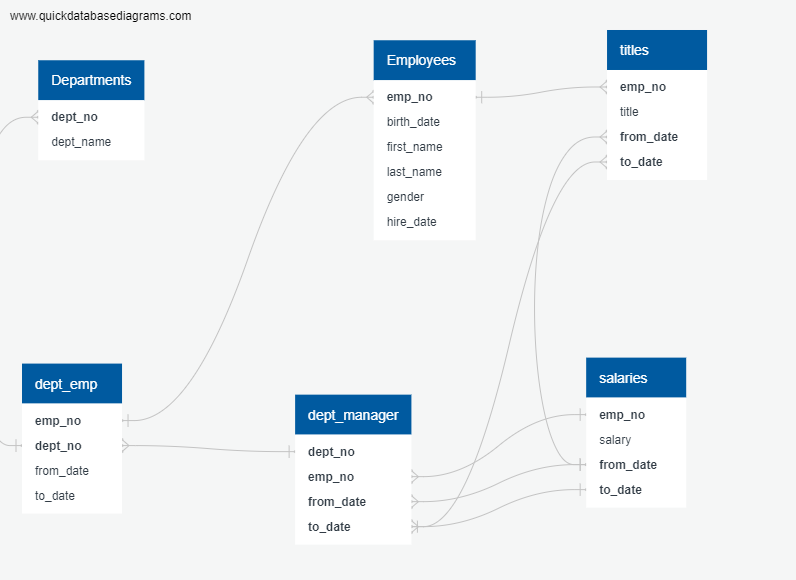 www.quickdatabasediagrams.com
Departments
dept_no
dept_name
Employees
emp_no
birth_date
first_name
last_name
gender
hire_date
titles
emp_no
title
from_date
to_date
dept_emp
emp_no
dept_no
from_date
to_date
dept_manager
dept_no
emp_no
from_date
to_date
salaries
emp_no
salary
from_date
to_date